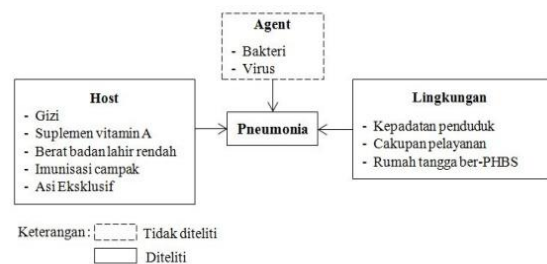 Agent
- Bakteri
- Virus
Host
- Gizi
- Suplemen vitamin A
- Berat badan lahir rendah
- Imunisasi campak
- Asi Eksklusif
Pneumonia
Lingkungan
- Kepadatan penduduk
- Cakupan pelayanan
- Rumah tangga ber-PHBS
Keterangan : Tidak diteliti
Diteliti